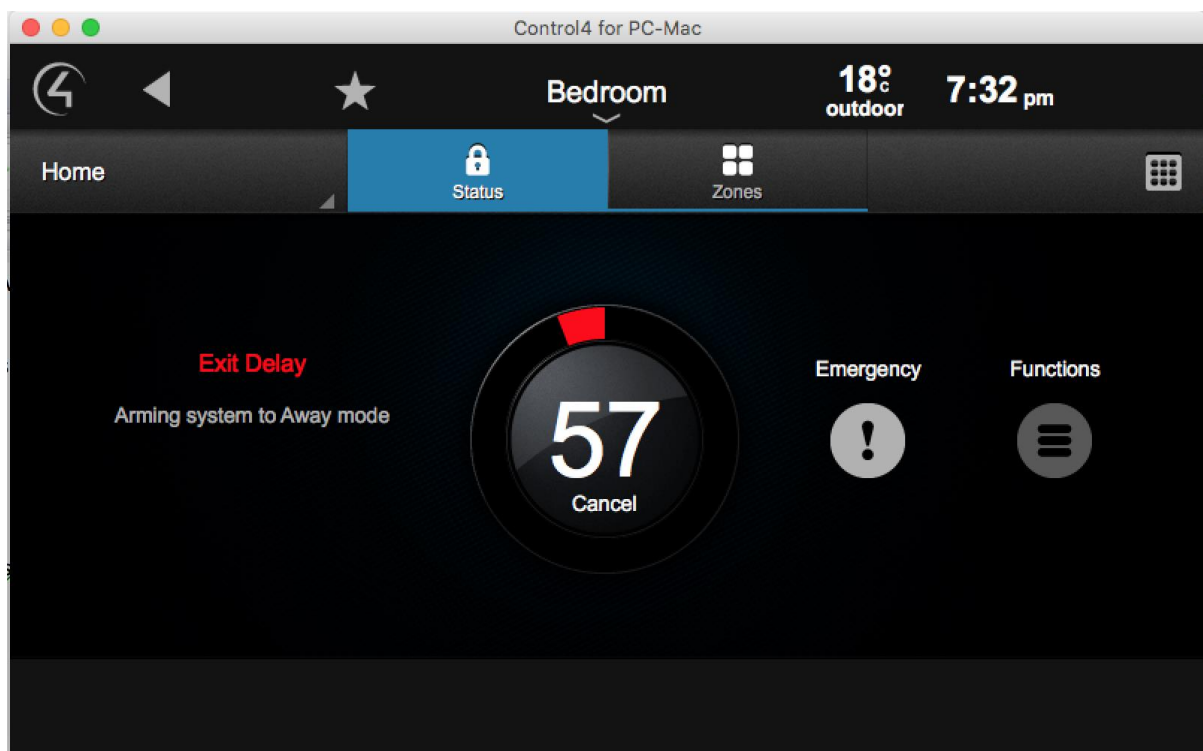 Control4 for PC-Mac
Bedroom
18°c
outdoor
7:32 pm
Home
Status
Zones
Exit Delay
Arming system to Away mode
57
Cancel
Emergency
!
Functions